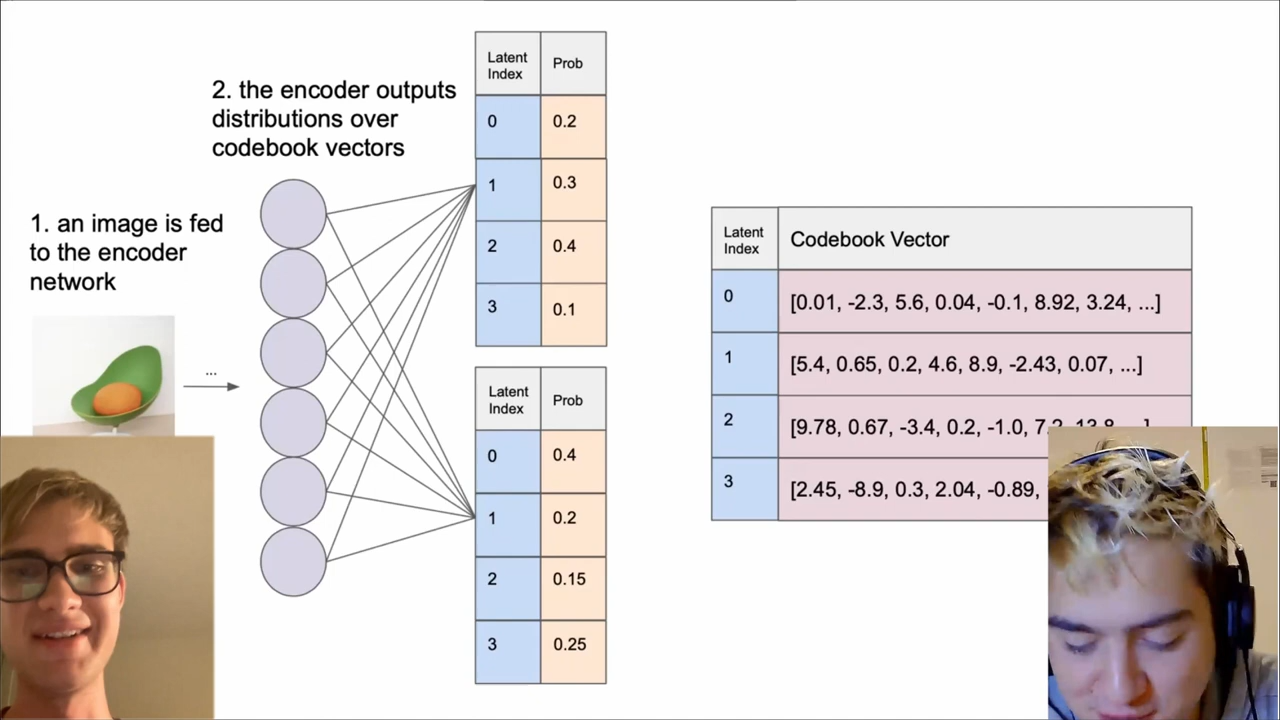 1. an image is fed
to the encoder
network
...
2. the encoder outputs
distributions over
codebook vectors
Latent Index Prob
0 0.2
1 0.3
2 0.4
3 0.1
Latent Index Prob
0 0.4
1 0.2
2 0.15
3 0.25
Latent Index Codebook Vector
0 [0.01, -2.3, 5.6, 0.04, -0.1, 8.92, 3.24, ...]
1 [5.4, 0.65, 0.2, 4.6, 8.9, -2.43, 0.07, ...]
2 [9.78, 0.67, -3.4, 0.2, -1.0,
3 [2.45, -8.9, 0.3, 2.04, -0.89,